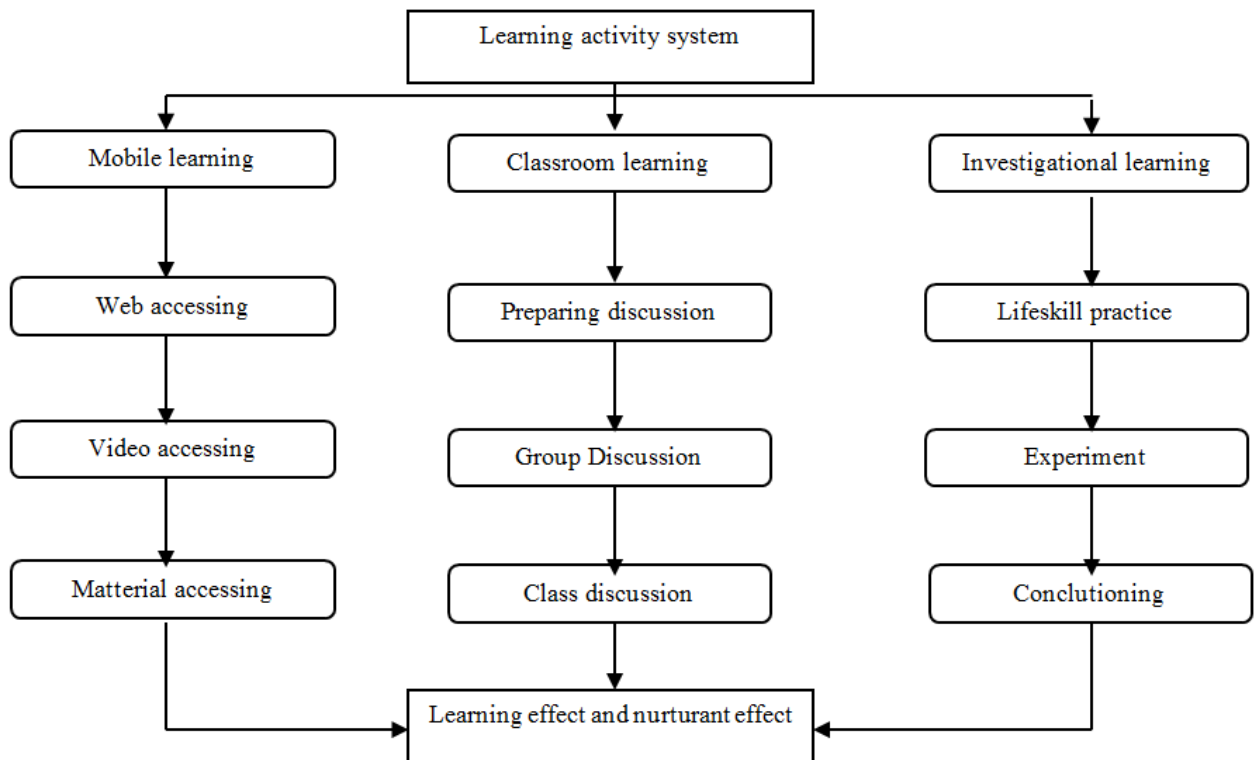 Learning activity system
Mobile learning
Classroom learning
Investigational learning
Web accessing
Preparing discussion
Lifeskill practice
Video accessing
Group Discussion
Experiment
Matterial accessing
Class discussion
Conclutioning
Learning effect and nurturant effect